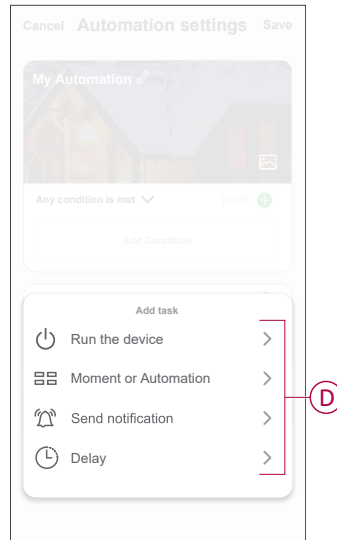 Cancel Automation settings Save
My Automation
Any condition is met (0/10)
Add Condition
Add task
Run the device
Moment or Automation
Send notification
Delay
D